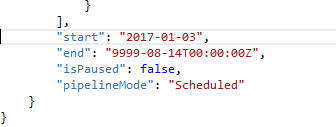 }
],
"start": "2017-01-03",
"end": "9999-08-14T00:00:00Z",
"isPaused": false,
"pipelineMode": "Scheduled"
}
}